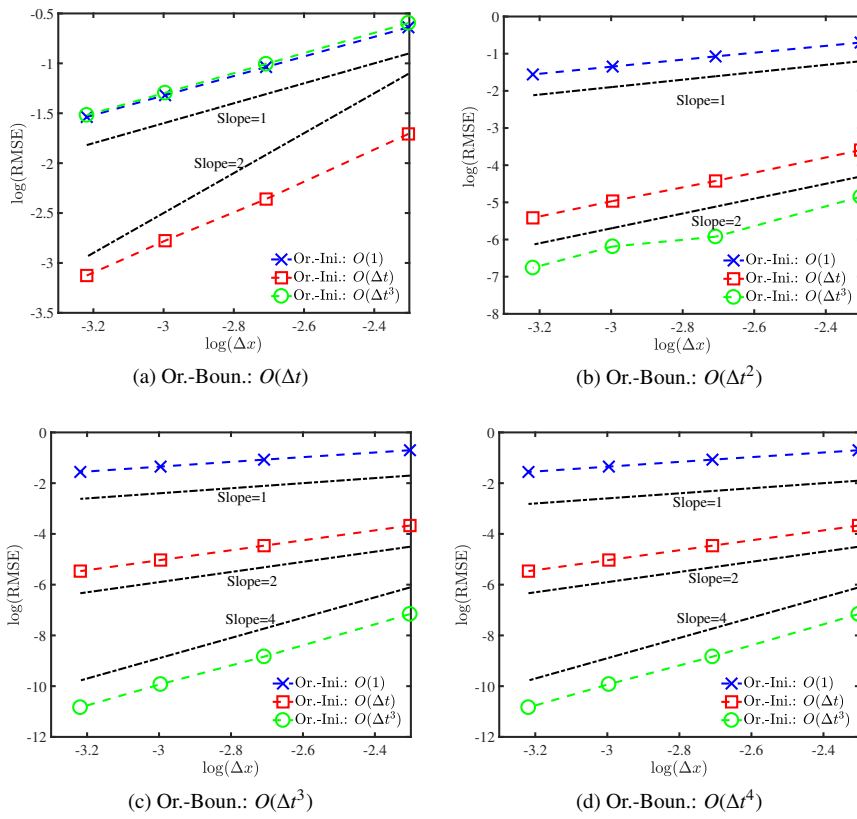 -0.5
-1
-1.5
-2
-2.5
-3
-3.5
log(RMSE)
Slope=1
Slope=2
Or.-Ini.: O(1)
Or.-Ini.: O(Δt)
Or.-Ini.: O(Δt³)
-3.2 -3 -2.8 -2.6 -2.4
log(Δx)
(a) Or.-Boun.: O(Δt)
0
-1
-2
-3
-4
-5
-6
-7
-8
log(RMSE)
Slope=1
Slope=2
Or.-Ini.: O(1)
Or.-Ini.: O(Δt)
Or.-Ini.: O(Δt³)
-3.2 -3 -2.8 -2.6 -2.4
log(Δx)
(b) Or.-Boun.: O(Δt²)
0
-2
-4
-6
-8
-10
-12
log(RMSE)
Slope=1
Slope=2
Slope=4
Or.-Ini.: O(1)
Or.-Ini.: O(Δt)
Or.-Ini.: O(Δt³)
-3.2 -3 -2.8 -2.6 -2.4
log(Δx)
(c) Or.-Boun.: O(Δt³)
0
-2
-4
-6
-8
-10
-12
log(RMSE)
Slope=1
Slope=2
Slope=4
Or.-Ini.: O(1)
Or.-Ini.: O(Δt)
Or.-Ini.: O(Δt³)
-3.2 -3 -2.8 -2.6 -2.4
log(Δx)
(d) Or.-Boun.: O(Δt⁴)